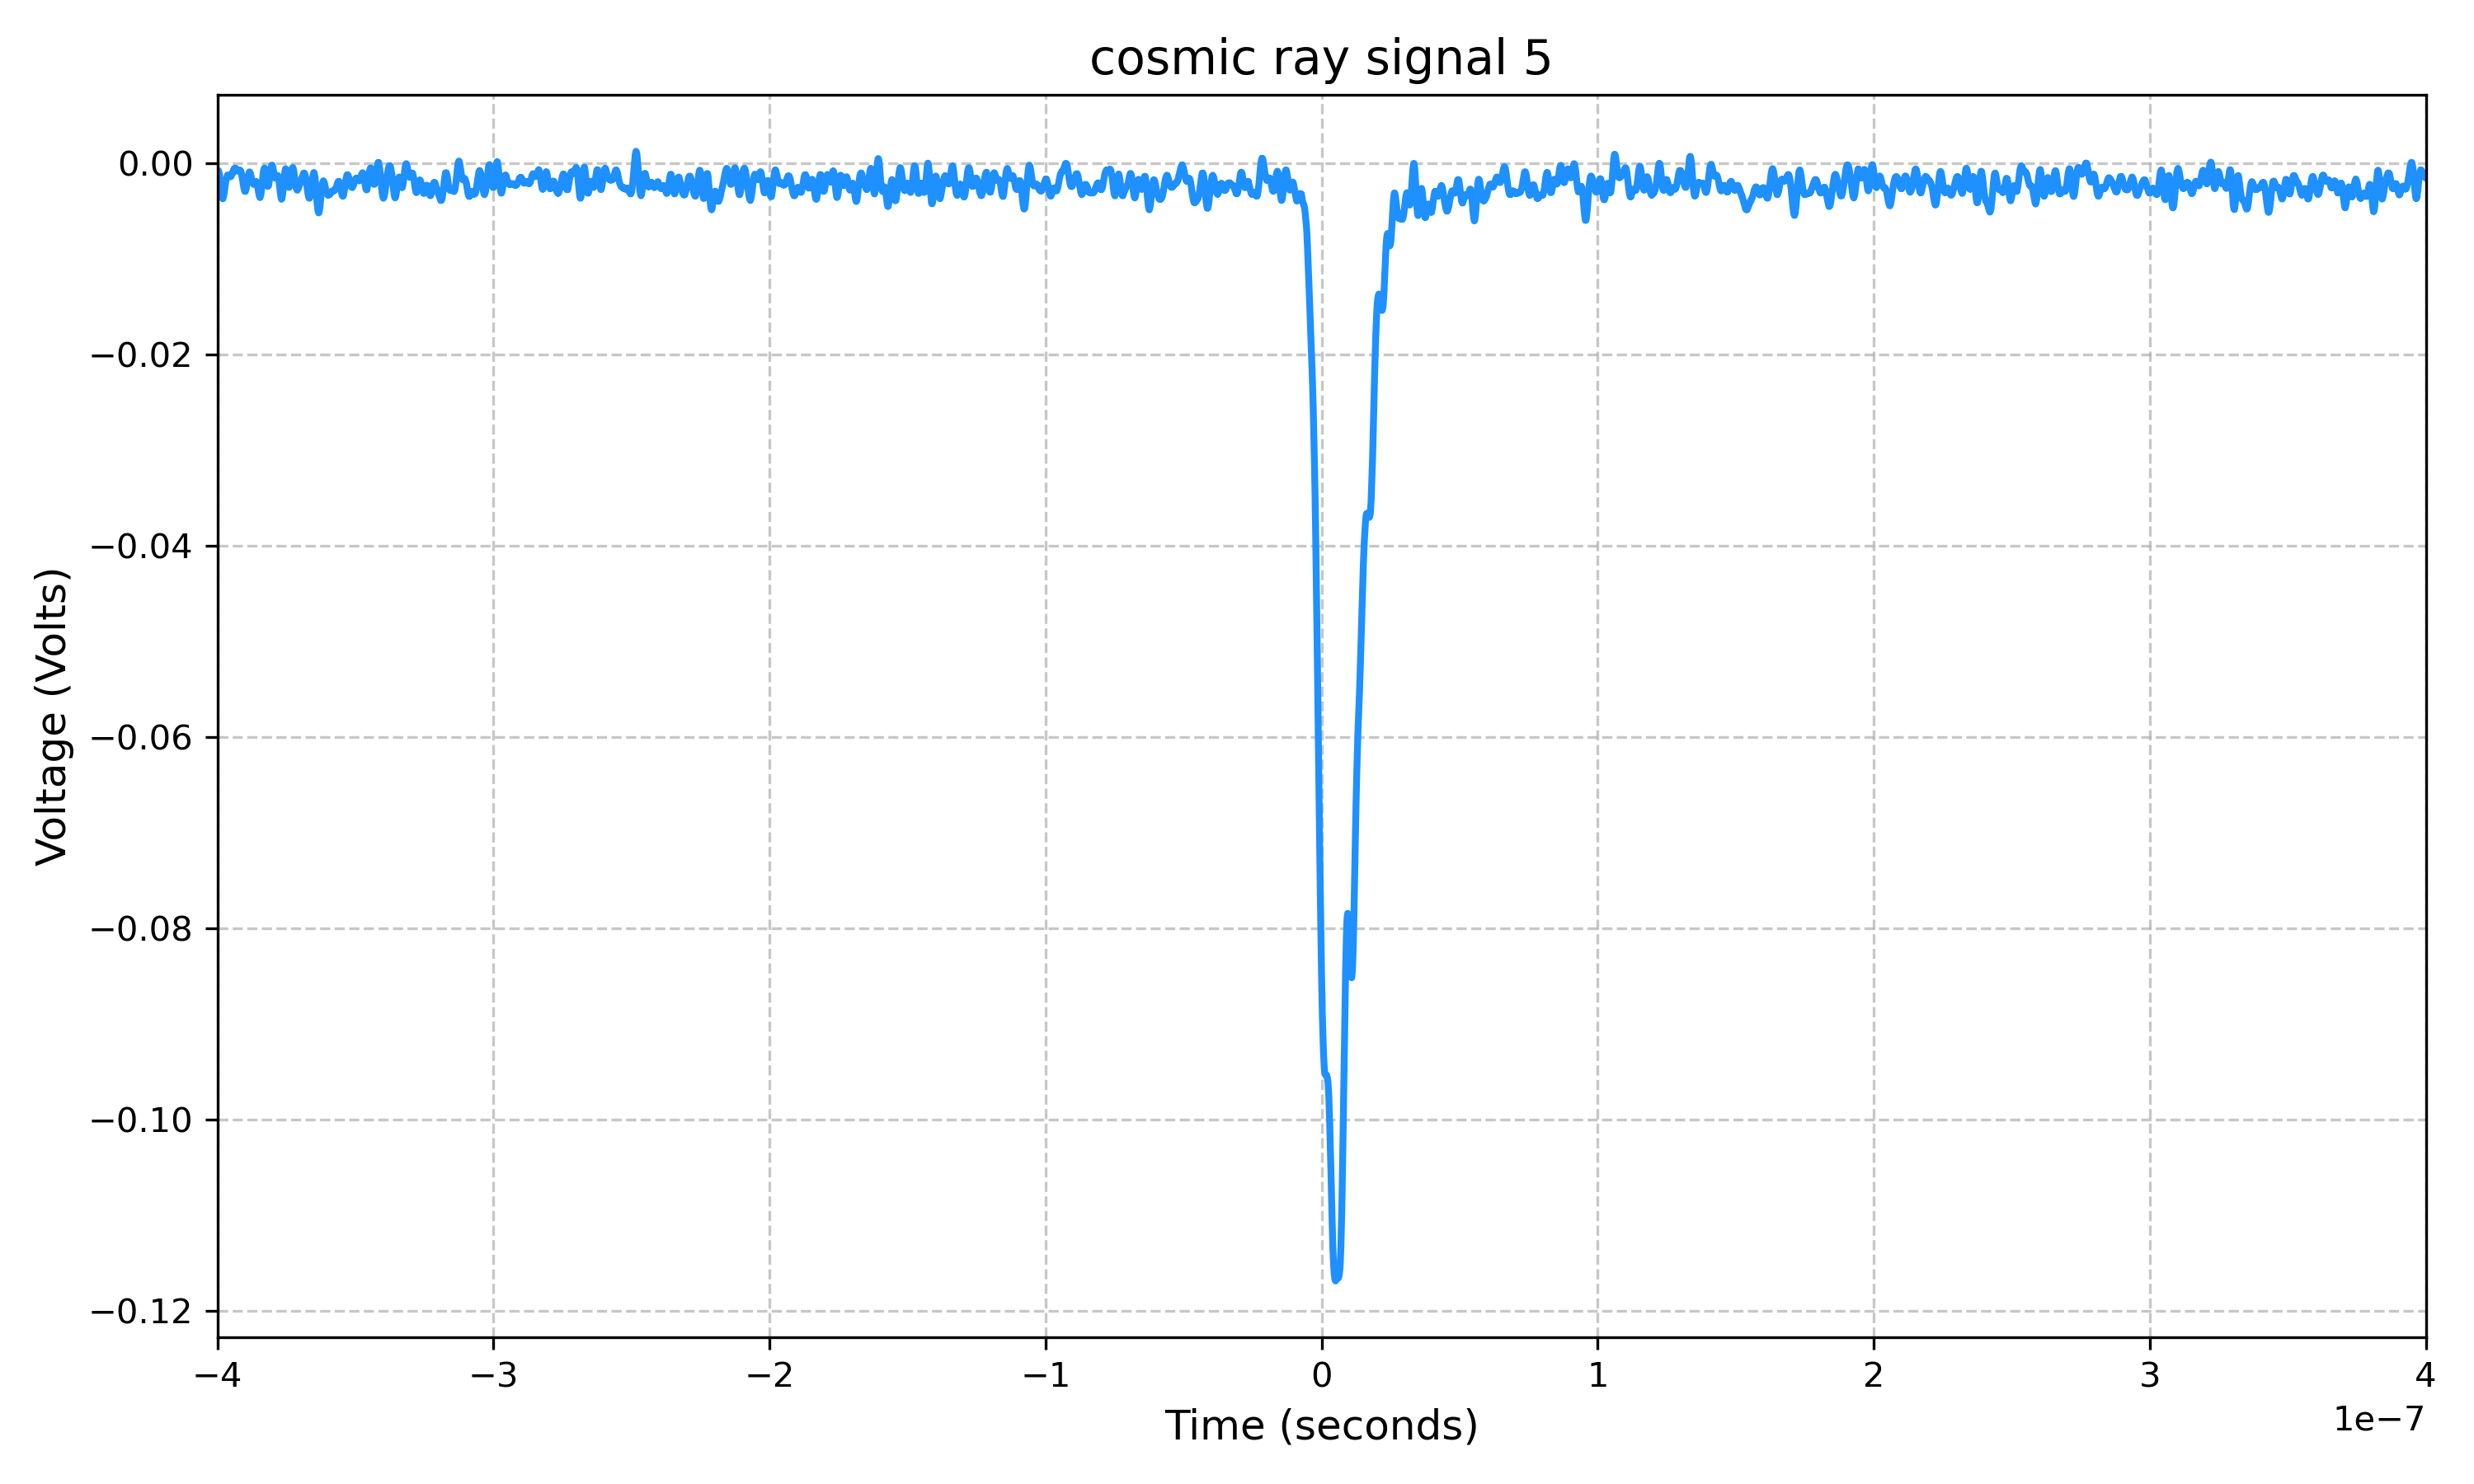 cosmic ray signal 5
0.00
−0.02
−0.04
−0.06
−0.08
−0.10
−0.12
Voltage (Volts)
−4 −3 −2 −1 0 1 2 3 4
1e−7
Time (seconds)